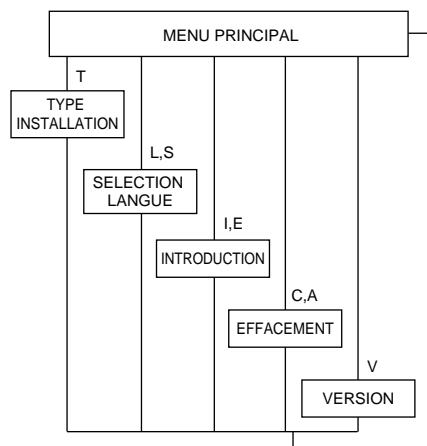 MENU PRINCIPAL
T
TYPE
INSTALLATION
L,S
SELECTION
LANGUE
I,E
INTRODUCTION
C,A
EFFACEMENT
V
VERSION